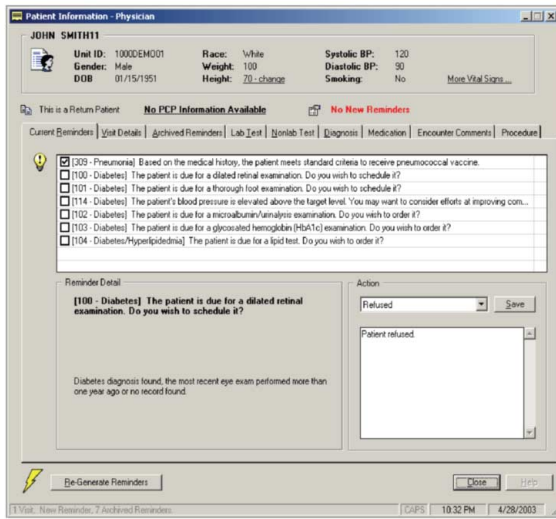 Patient Information - Physician
JOHN SMITH11
Unit ID: 1000DEMO01 Race: White Systolic BP: 120
Gender: Male Weight: 100 Diastolic BP: 90
DOB 01/15/1951 Height: 70 - change Smoking: No More Vital Signs ...
This is a Return Patient No PCP Information Available No New Reminders
Current Reminders Visit Details Archived Reminders Lab Test Nonlab Test Diagnosis Medication Encounter Comments Procedure
[309 - Pneumonia] Based on the medical history, the patient meets standard criteria to receive pneumococcal vaccine.
[100 - Diabetes] The patient is due for a dilated retinal examination. Do you wish to schedule it?
[101 - Diabetes] The patient is due for a thorough foot examination. Do you wish to schedule it?
[114 - Diabetes] The patient's blood pressure is elevated above the target level. You may want to consider efforts at improving com...
[102 - Diabetes] The patient is due for a microalbumin/urinalysis examination. Do you wish to order it?
[103 - Diabetes] The patient is due for a glycosated hemoglobin (HbA1c) examination. Do you wish to order it?
[104 - Diabetes/Hyperlipidedmia] The patient is due for a lipid test. Do you wish to order it?
Reminder Detail
[100 - Diabetes] The patient is due for a dilated retinal
examination. Do you wish to schedule it?
Diabetes diagnosis found, the most recent eye exam performed more than
one year ago or no record found.
Action
Refused Save
Patient refused.
Re-Generate Reminders Close Help
1 Visit. New Reminder, 7 Archived Reminders. CAPS 10:32 PM 4/28/2003